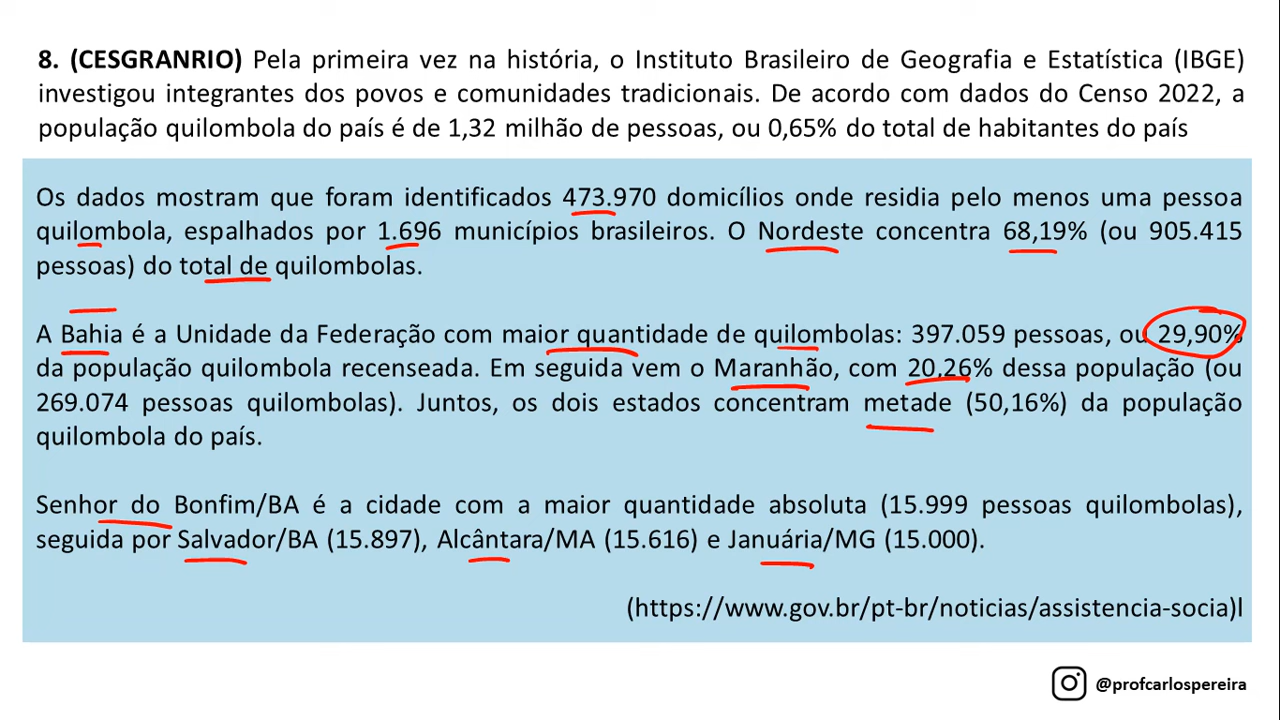 8. (CESGRANRIO) Pela primeira vez na história, o Instituto Brasileiro de Geografia e Estatística (IBGE)
investigou integrantes dos povos e comunidades tradicionais. De acordo com dados do Censo 2022, a
população quilombola do país é de 1,32 milhão de pessoas, ou 0,65% do total de habitantes do país
Os dados mostram que foram identificados 473.970 domicílios onde residia pelo menos uma pessoa
quilombola, espalhados por 1.696 municípios brasileiros. O Nordeste concentra 68,19% (ou 905.415
pessoas) do total de quilombolas.
A Bahia é a Unidade da Federação com maior quantidade de quilombolas: 397.059 pessoas, ou 29,90%
da população quilombola recenseada. Em seguida vem o Maranhão, com 20,26% dessa população (ou
269.074 pessoas quilombolas). Juntos, os dois estados concentram metade (50,16%) da população
quilombola do país.
Senhor do Bonfim/BA é a cidade com a maior quantidade absoluta (15.999 pessoas quilombolas),
seguida por Salvador/BA (15.897), Alcântara/MA (15.616) e Januária/MG (15.000).
(https://www.gov.br/pt-br/noticias/assistencia-socia)l
@profcarlospereira